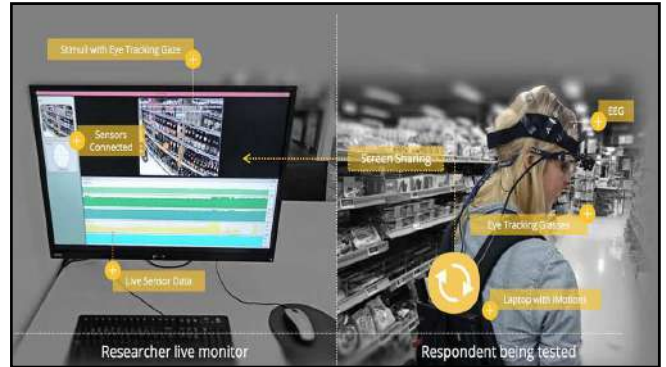 Stimuli with Eye Tracking Gaze
Sensors
Connected
Live Sensor Data
Researcher live monitor
Screen Sharing
EEG
Eye Tracking Glasses
Laptop with iMotions
Respondent being tested